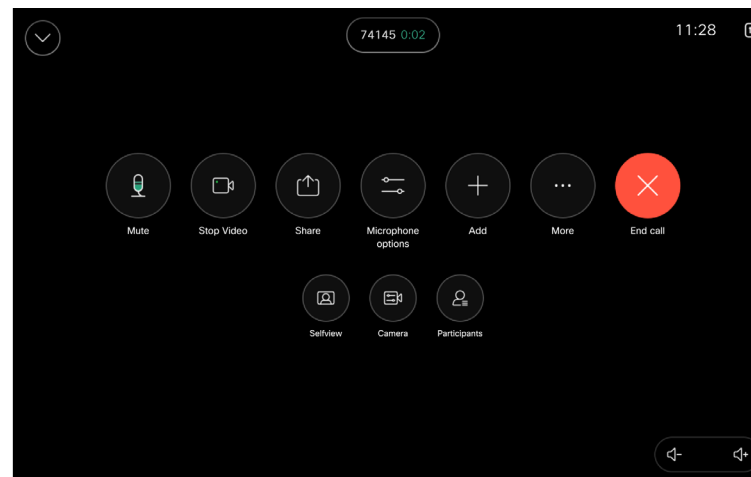 74145 0:02
11:28
Mute
Stop Video
Share
Microphone
options
Add
More
End call
Selfview
Camera
Participants